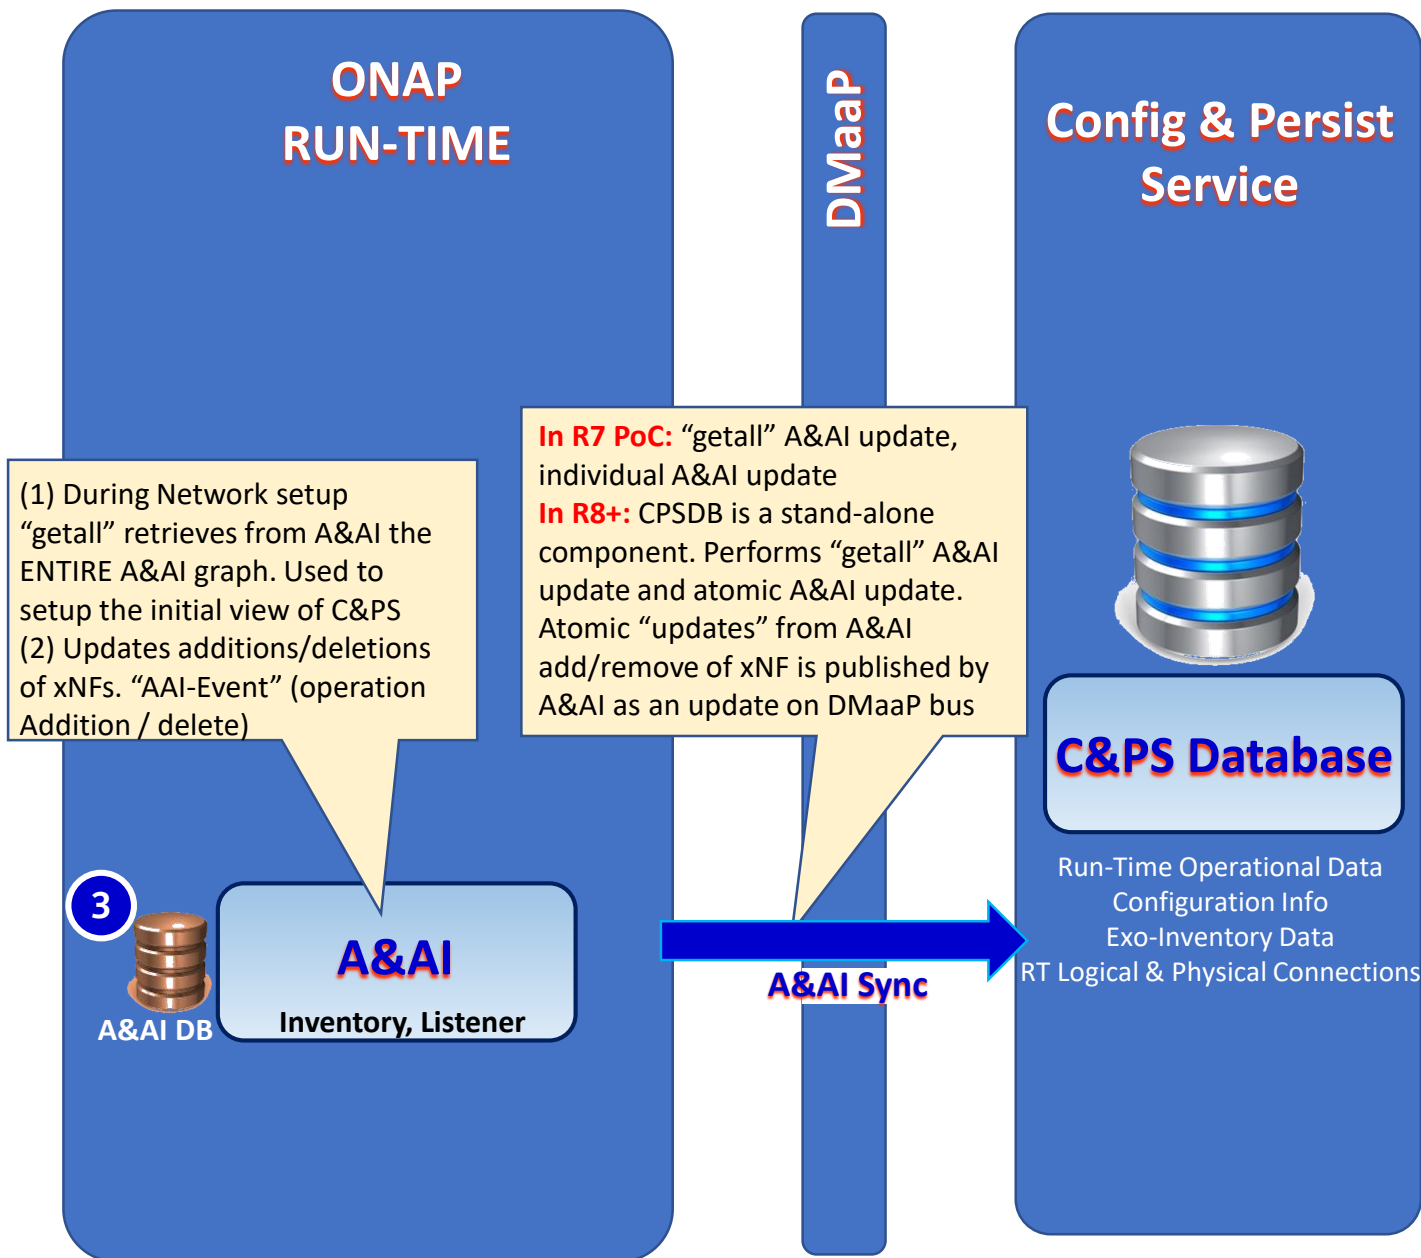 ONAP
RUN-TIME
DMaaP
Config & Persist
Service
(1) During Network setup
“getall” retrieves from A&AI the
ENTIRE A&AI graph. Used to
setup the initial view of C&PS
(2) Updates additions/deletions
of xNFs. “AAI-Event” (operation
Addition / delete)
In R7 PoC: “getall” A&AI update,
individual A&AI update
In R8+: CPSDB is a stand-alone
component. Performs “getall” A&AI
update and atomic A&AI update.
Atomic “updates” from A&AI
add/remove of xNF is published by
A&AI as an update on DMaaP bus
C&PS Database
Run-Time Operational Data
Configuration Info
Exo-Inventory Data
RT Logical & Physical Connections
3
A&AI DB
A&AI
Inventory, Listener
A&AI Sync